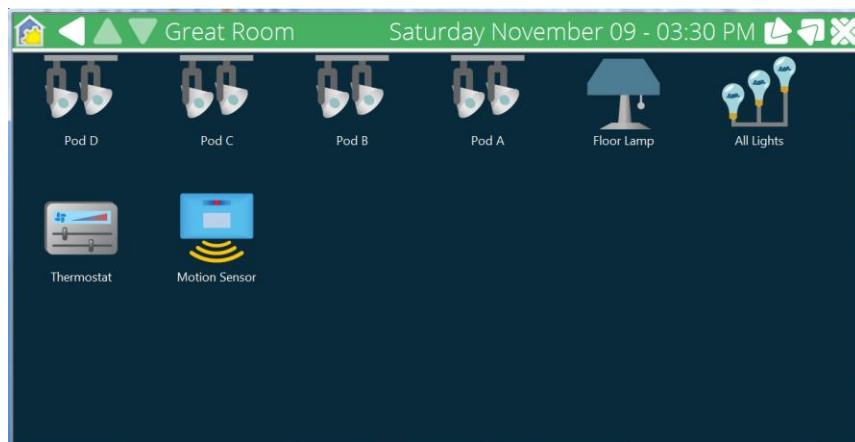 Great Room
Saturday November 09 - 03:30 PM
Pod D
Pod C
Pod B
Pod A
Floor Lamp
All Lights
Thermostat
Motion Sensor